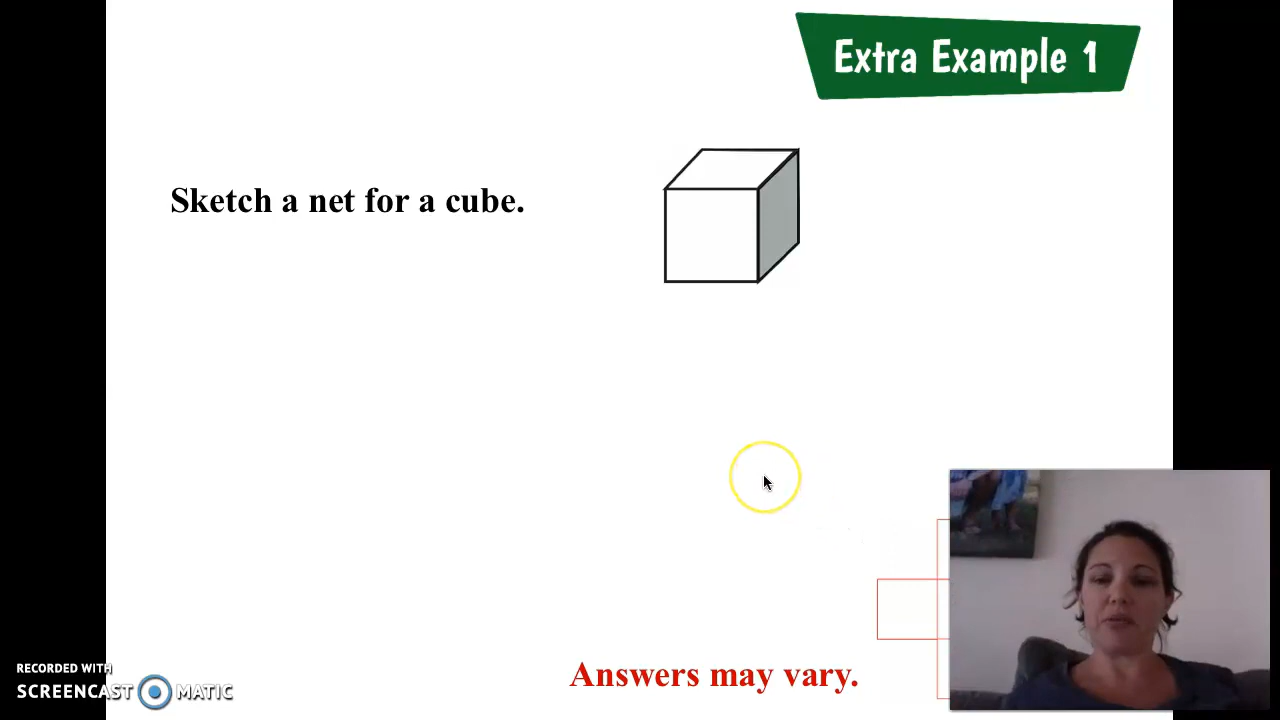 Extra Example 1
Sketch a net for a cube.
Answers may vary.
RECORDED WITH
SCREENCAST MATIC